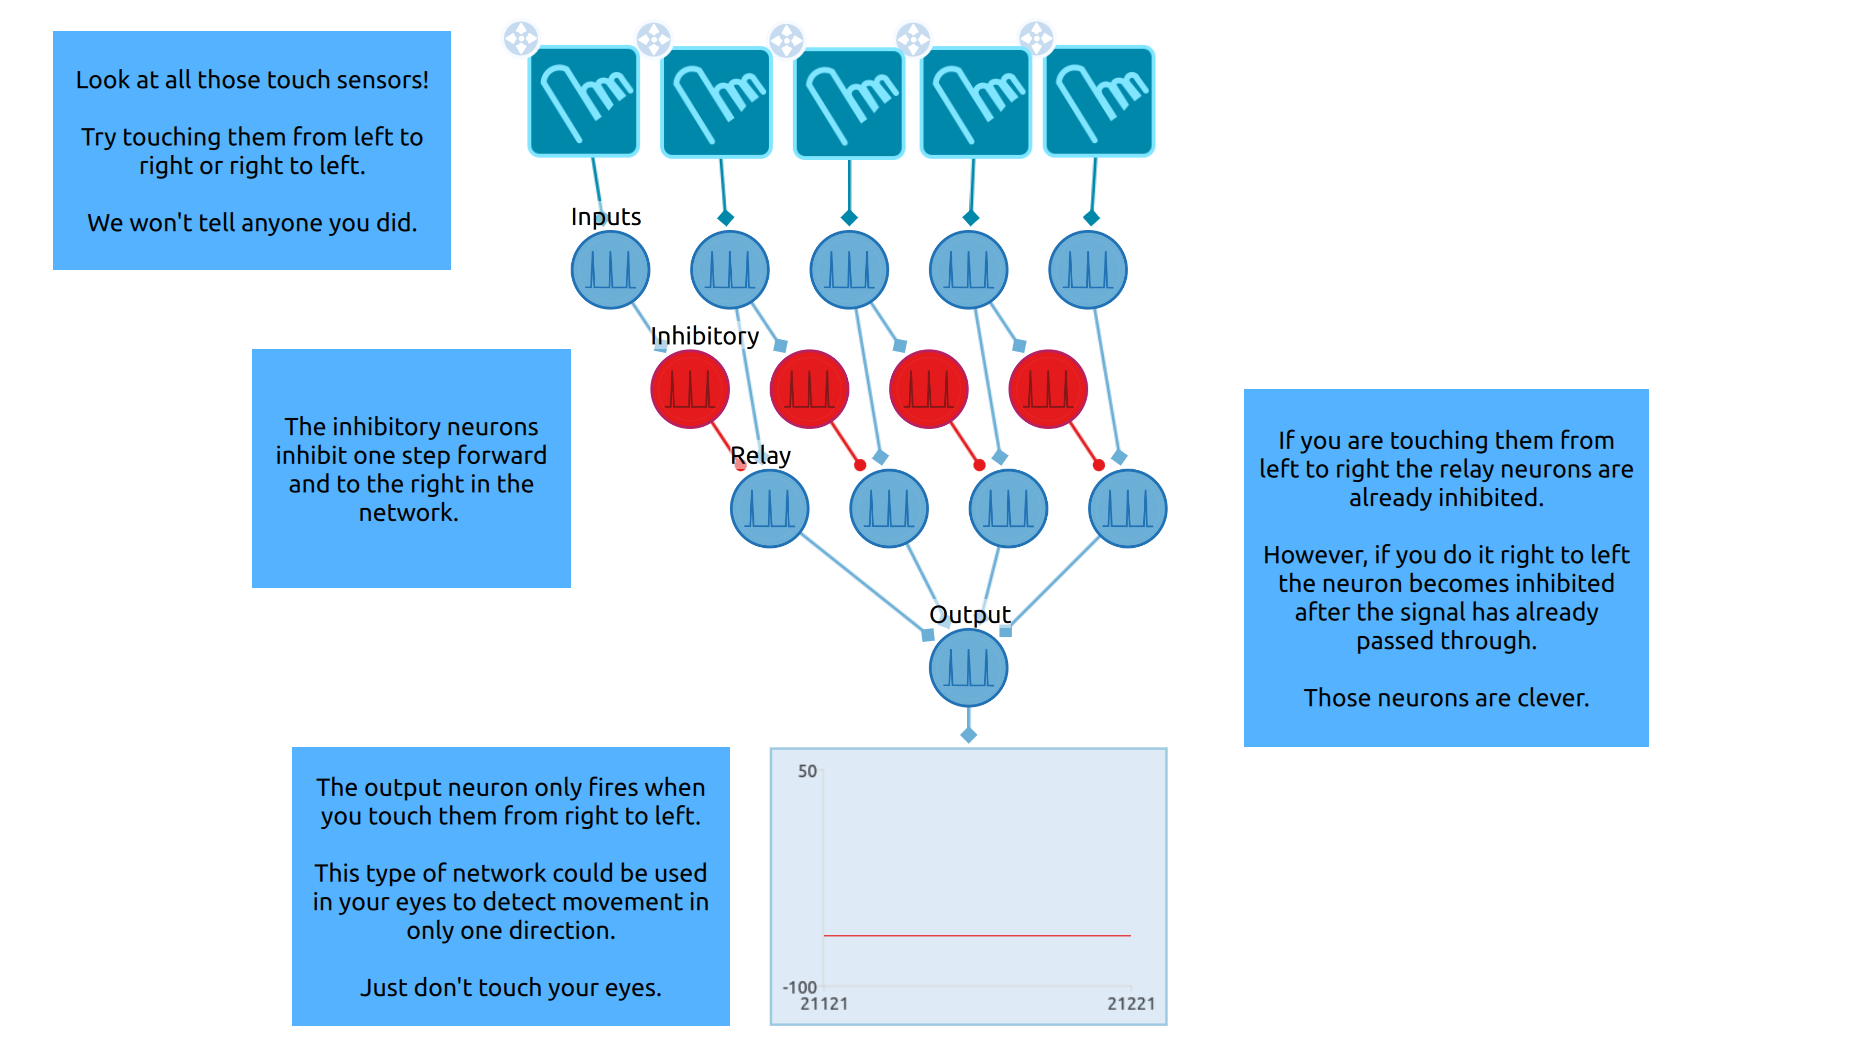 Look at all those touch sensors!
Try touching them from left to
right or right to left.
We won't tell anyone you did.
Inputs
Inhibitory
Relay
Output
The inhibitory neurons
inhibit one step forward
and to the right in the
network.
If you are touching them from
left to right the relay neurons are
already inhibited.
However, if you do it right to left
the neuron becomes inhibited
after the signal has already
passed through.
Those neurons are clever.
The output neuron only fires when
you touch them from right to left.
This type of network could be used
in your eyes to detect movement in
only one direction.
Just don't touch your eyes.
50
-100
21121
21221